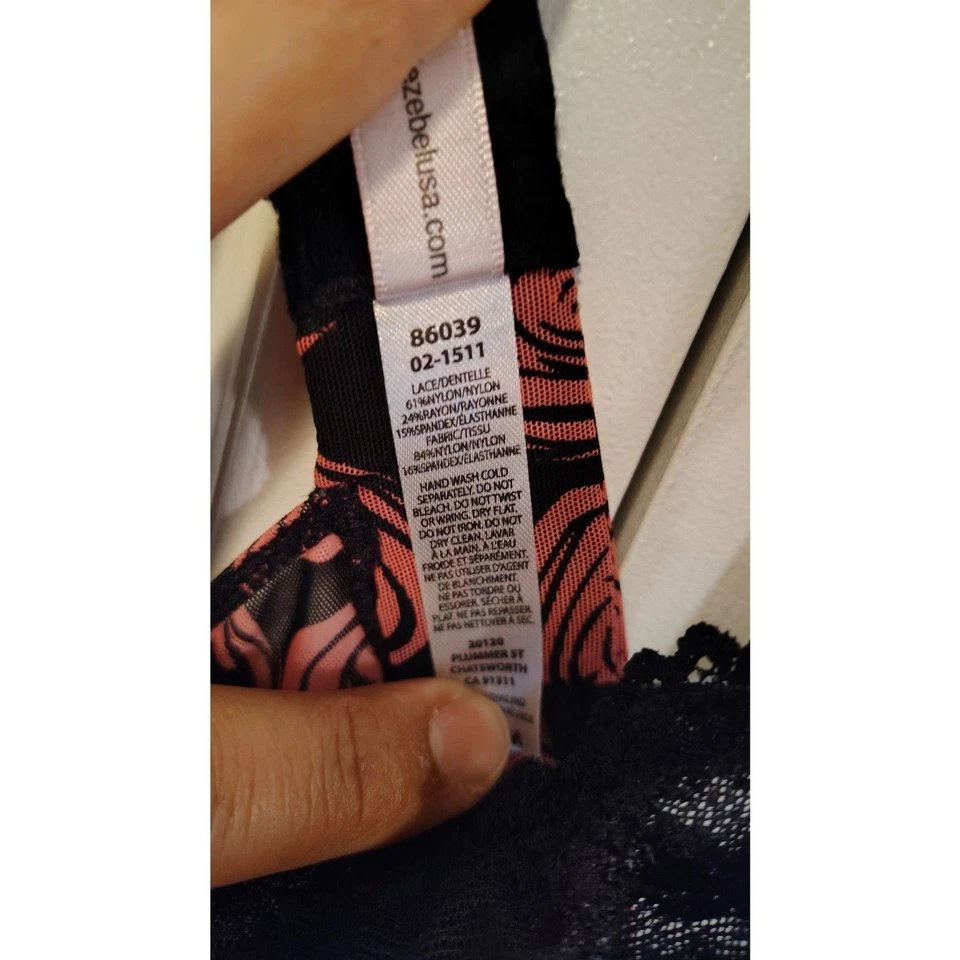 ezebelusa.com
86039
02-1511
LACE/DENTELLE
61%NYLON/NYLON
24%RAYON/RAYONNE
15%SPANDEX/ÉLASTHANNE
FABRIC/TISSU
84%NYLON/NYLON
16%SPANDEX/ÉLASTHANNE
HAND WASH COLD
SEPARATELY. DO NOT
BLEACH. DO NOT TWIST
OR WRING. DRY FLAT.
DO NOT IRON. DO NOT
DRY CLEAN. LAVAR
À LA MAIN. À L'EAU
FROIDE ET SÉPARÉMENT.
NE PAS UTILISER D'AGENT
DE BLANCHIMENT.
NE PAS TORDRE OU
ESSORER. SÉCHER À
PLAT. NE PAS REPASSER.
NE PAS NETTOYER À SEC.
20120
PLUMMER ST
CHATSWORTH
CA 91311